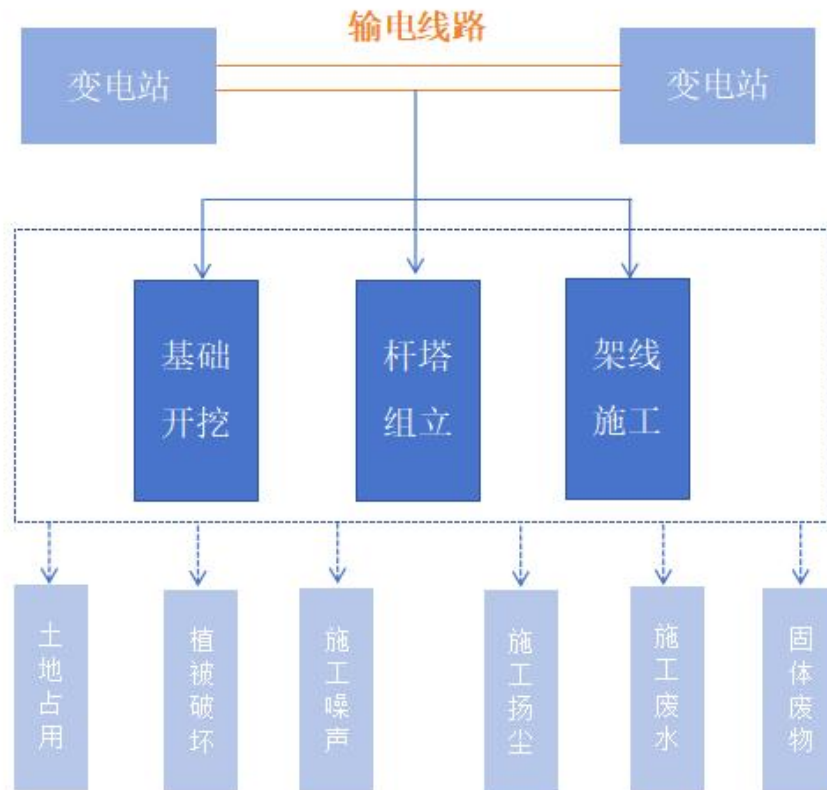 输电线路
变电站
变电站
基础
开挖
杆塔
组立
架线
施工
土地占用
植被破坏
施工噪声
施工扬尘
施工废水
固体废物